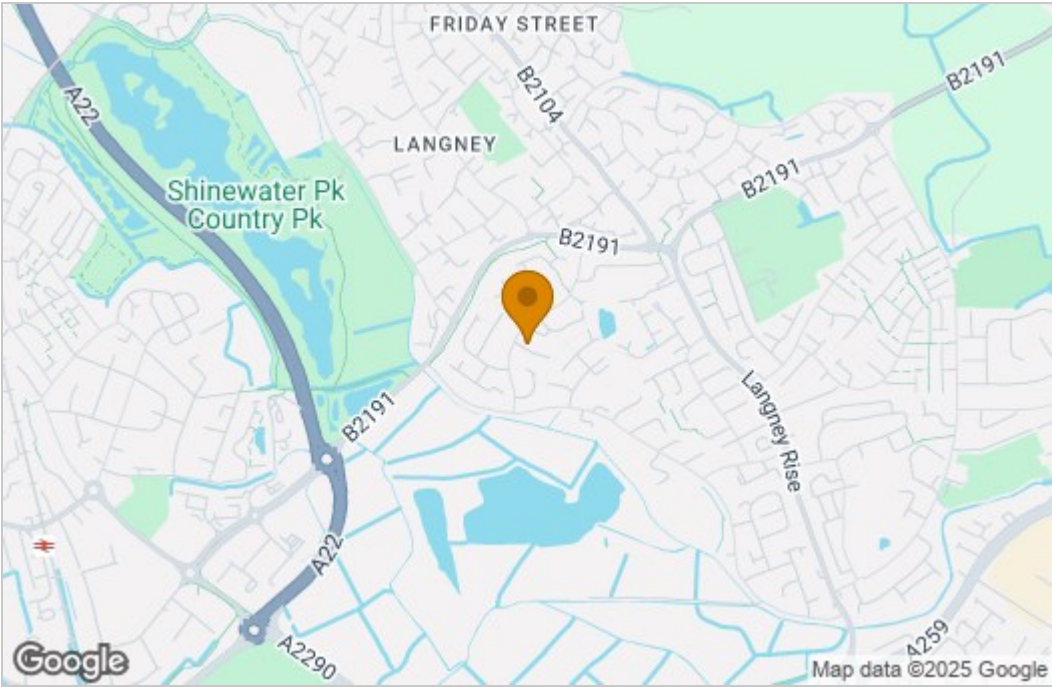 FRIDAY STREET
B2191
A22
B2104
LANGNEY
B2191
Shinewater Pk
Country Pk
B2191
Langney Rise
B2191
A22
A259
A2290
Google
Map data ©2025 Google